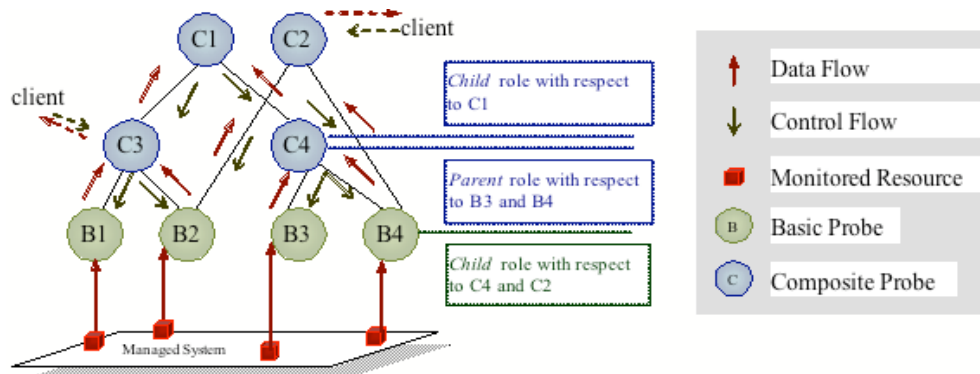 C1
C2
client
client
C3
C4
B1
B2
B3
B4
Managed System
Child role with respect
to C1
Parent role with respect
to B3 and B4
Child role with respect
to C4 and C2
Data Flow
Control Flow
Monitored Resource
B
Basic Probe
C
Composite Probe